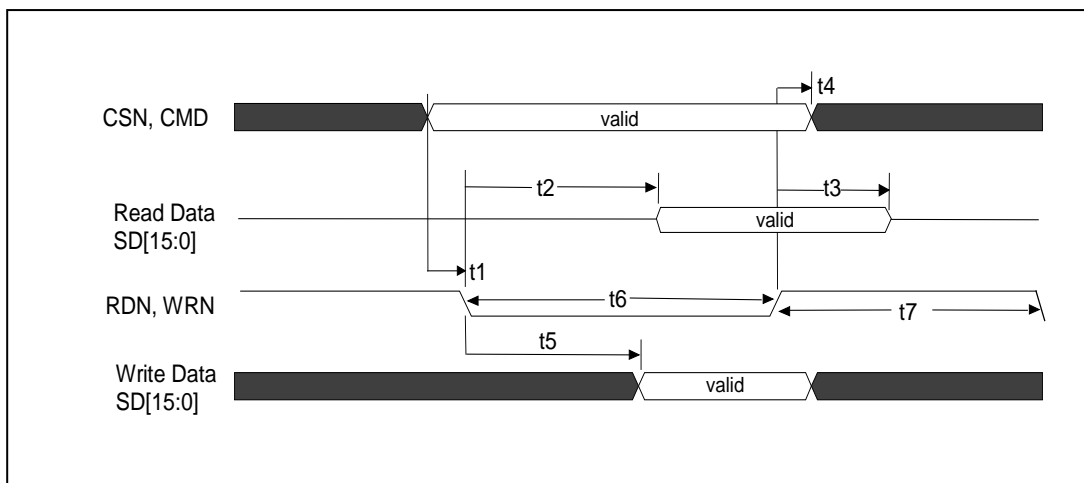 t4
CSN, CMD
valid
t2
t3
Read Data
SD[15:0]
valid
t1
RDN, WRN
t6
t7
t5
Write Data
SD[15:0]
valid